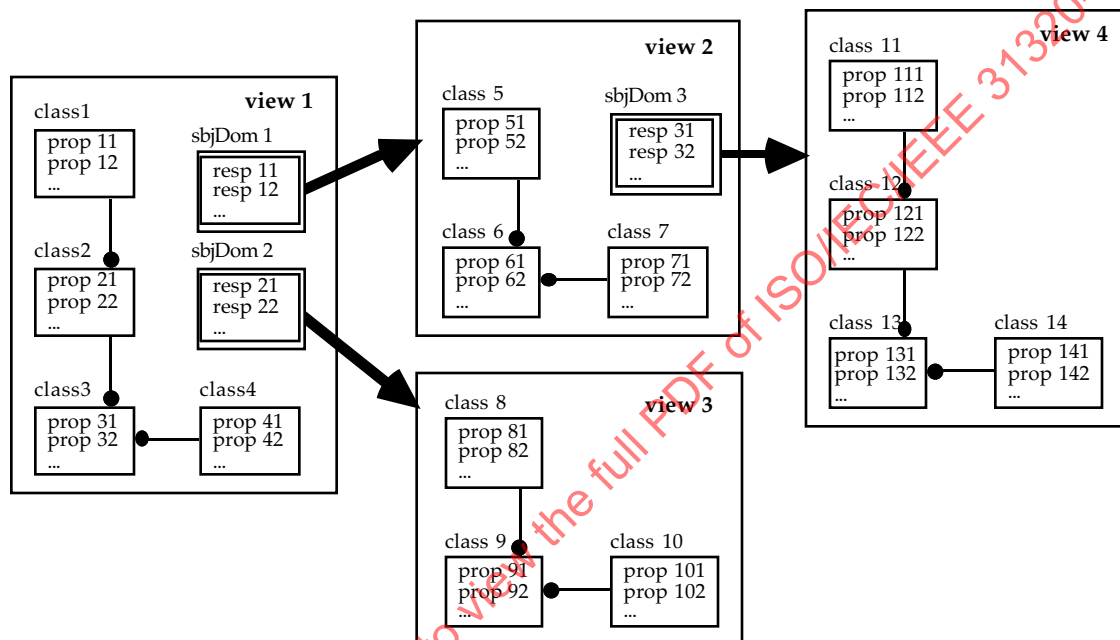 view 1
class1
prop 11
prop 12
...
sbjDom 1
resp 11
resp 12
...
class2
prop 21
prop 22
...
sbjDom 2
resp 21
resp 22
...
class3
prop 31
prop 32
...
class4
prop 41
prop 42
...
view 2
class 5
prop 51
prop 52
...
sbjDom 3
resp 31
resp 32
...
class 6
prop 61
prop 62
...
class 7
prop 71
prop 72
...
view 3
class 8
prop 81
prop 82
...
class 9
prop 91
prop 92
...
class 10
prop 101
prop 102
...
view 4
class 11
prop 111
prop 112
...
class 12
prop 121
prop 122
...
class 13
prop 131
prop 132
...
class 14
prop 141
prop 142
...
to view the full PDF of ISO/IEC/IEEE 31320